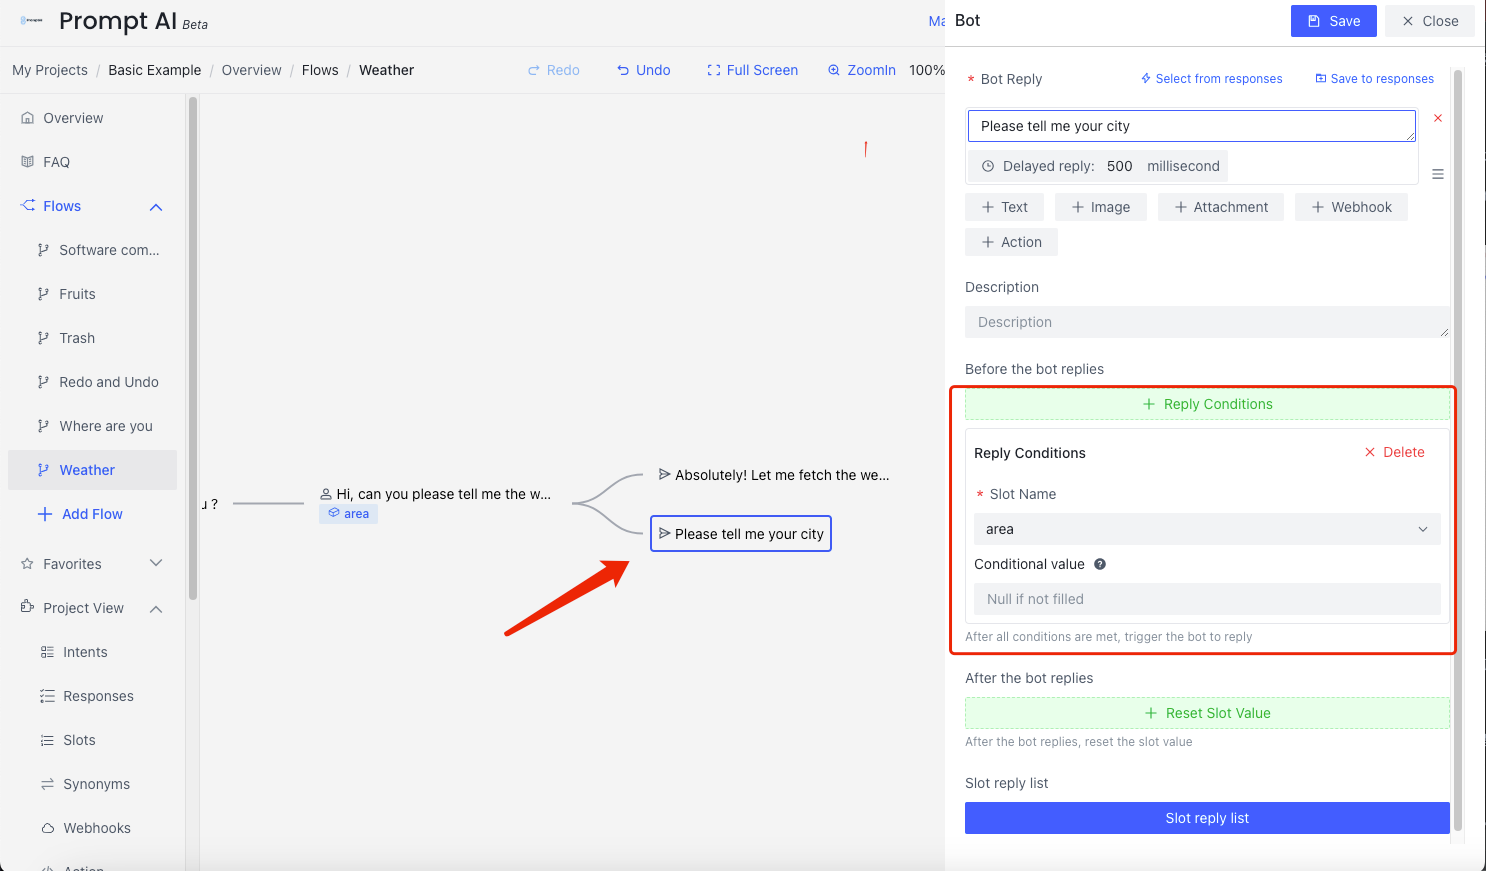 Prompt AI Beta
Ma
My Projects / Basic Example / Overview / Flows / Weather
Redo
Undo
Full Screen
ZoomIn
100%
Overview
FAQ
Flows
Software com...
Fruits
Trash
Redo and Undo
Where are you
Weather
Add Flow
Favorites
Project View
Intents
Responses
Slots
Synonyms
Webhooks
Action
u ?
Hi, can you please tell me the w...
area
Absolutely! Let me fetch the we...
Please tell me your city
Bot
Save
Close
* Bot Reply
Select from responses
Save to responses
Please tell me your city
Delayed reply: 500 millisecond
+ Text
+ Image
+ Attachment
+ Webhook
+ Action
Description
Description
Before the bot replies
+ Reply Conditions
Reply Conditions
Delete
* Slot Name
area
Conditional value ?
Null if not filled
After all conditions are met, trigger the bot to reply
After the bot replies
+ Reset Slot Value
After the bot replies, reset the slot value
Slot reply list
Slot reply list